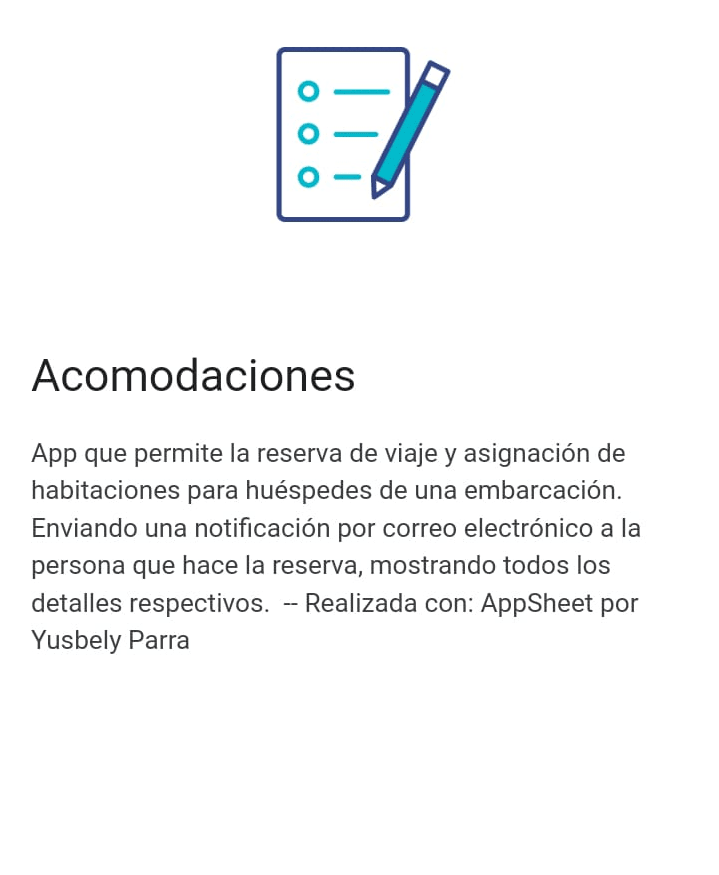 Acomodaciones
App que permite la reserva de viaje y asignación de
habitaciones para huéspedes de una embarcación.
Enviando una notificación por correo electrónico a la
persona que hace la reserva, mostrando todos los
detalles respectivos.  -- Realizada con: AppSheet por
Yusbely Parra